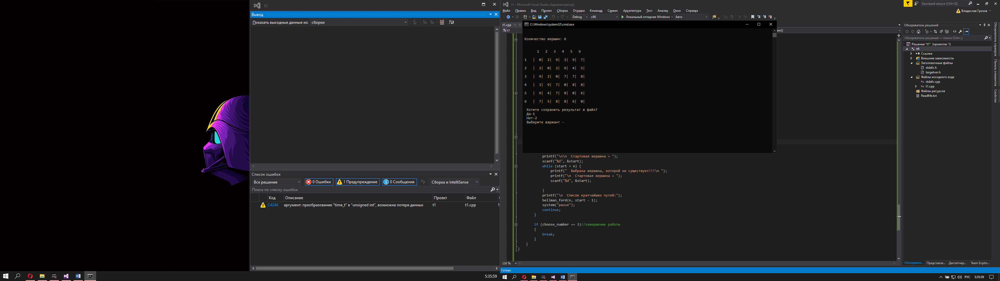 t1
Вывод
Показать выходные данные из: сборки
Список ошибок
Все решение 0 Ошибки 1 Предупреждение 0 Сообщения Сборка и IntelliSense
Поиск по списку ошибок
Код Описание Проект Файл
C4244 аргумент: преобразование "time_t" в "unsigned int", возможна потеря данных t1 t1.cpp 1
5:35:59
t1 - Microsoft Visual Studio (Администратор)
Быстрый запуск (Ctrl+Q)
Файл Правка Вид Проект Сборка Отладка Команда Сервис Архитектура Тест Анализ Окно Справка
Владислав Грозов
Debug x86 Локальный отладчик Windows Авто
t1.cpp
t1
ain()
C:\Windows\system32\cmd.exe
Количество вершин: 6
1 2 3 4 5 6
1 | 0| 2| 9| 3| 9| 7|
2 | 2| 0| 2| 9| 4| 5|
3 | 9| 2| 0| 7| 7| 8|
4 | 3| 9| 7| 0| 8| 8|
5 | 9| 4| 7| 8| 0| 6|
6 | 7| 5| 8| 8| 6| 0|
Хотите сохранить результат в файл?
Да-1
Нет-2
Выберите вариант -
printf("\n\n  Стартовая вершина = ");
scanf("%d", &start);
while (start > n) {
printf("  Выбрана вершина, которой не существует!!!\n ");
printf("\n  Стартовая вершина = ");
scanf("%d", &start);
}
printf("\n  Список кратчайших путей:");
bellman_ford(n, start - 1);
system("pause");
continue;
}
if (choose_number == 3)//завершение работы
{
break;
}
}
}
110 %
Готово
Обозреватель решений
Обозреватель решений — поиск (Ctrl+;)
Решение "t1" (проектов: 1)
t1
Ссылки
Внешние зависимости
Заголовочные файлы
stdafx.h
targetver.h
Файлы исходного кода
stdafx.cpp
t1.cpp
Файлы ресурсов
ReadMe.txt
Обозревате... Представле... Диспетчер... Team Explor...
Обозреватель серверов
Панель элементов
Свойства
РУС 5:35:59